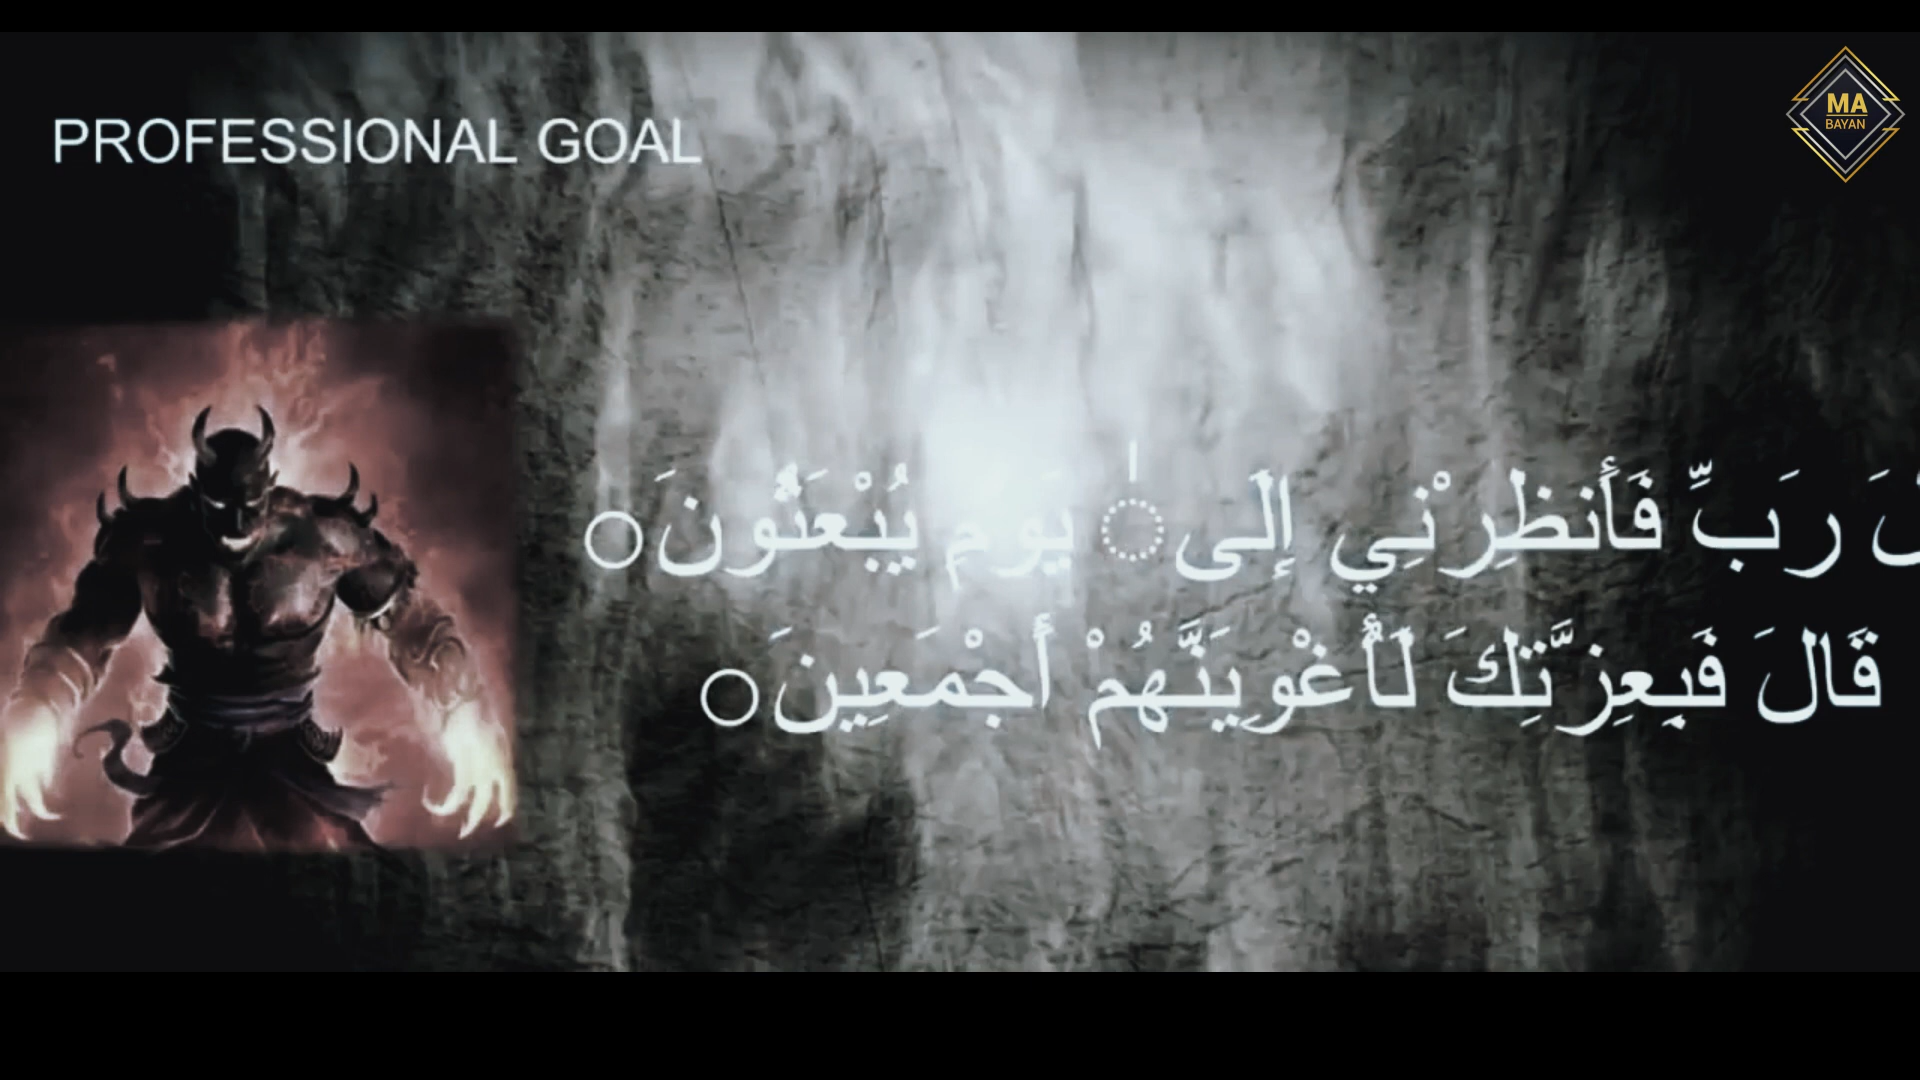 PROFESSIONAL GOAL
MA
BAYAN
رَبِّ فَأَنظِرْنِي إِلَى ٰ يَوْمِ يُبْعَثُونَ○
قَالَ فَبِعِزَّتِكَ لَأُغْوِيَنَّهُمْ أَجْمَعِينَ○